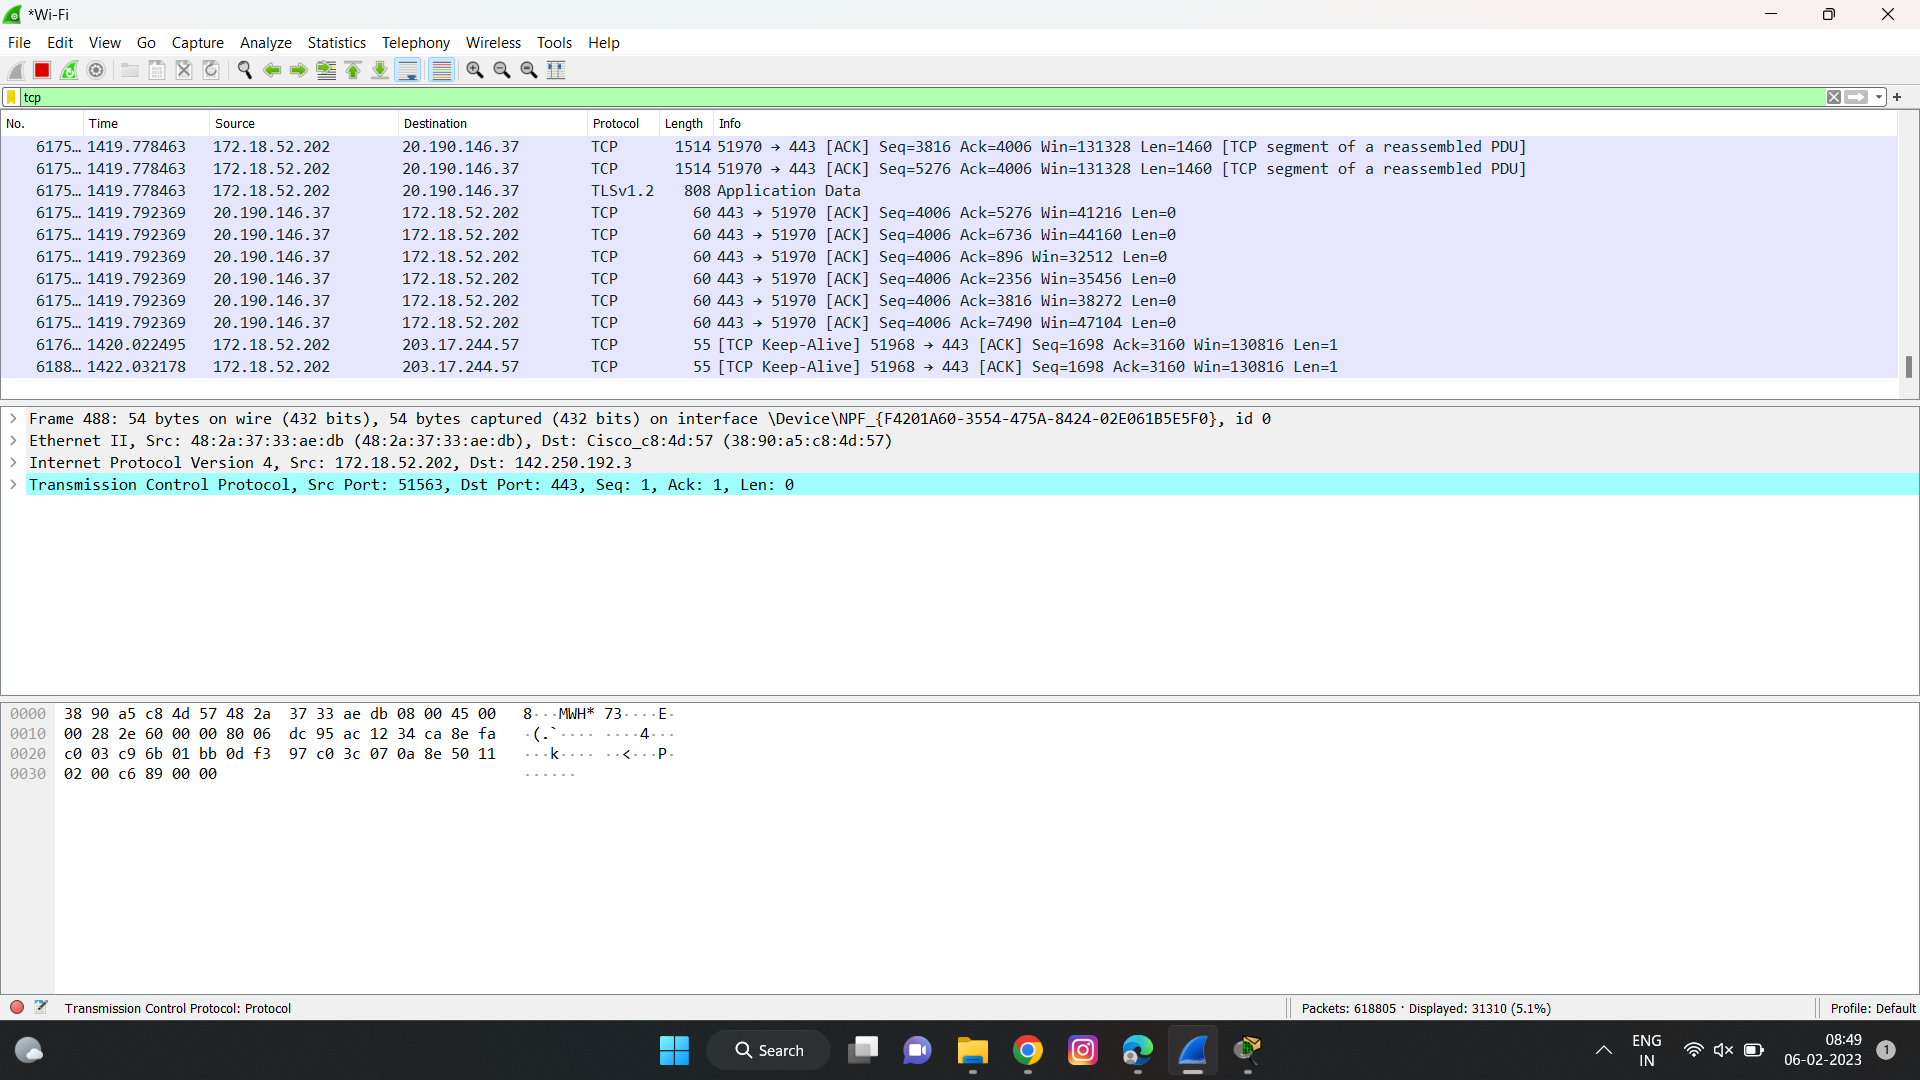 *Wi-Fi
File Edit View Go Capture Analyze Statistics Telephony Wireless Tools Help
tcp
No. Time Source Destination Protocol Length Info
6175… 1419.778463 172.18.52.202 20.190.146.37 TCP 1514 51970 → 443 [ACK] Seq=3816 Ack=4006 Win=131328 Len=1460 [TCP segment of a reassembled PDU]
6175… 1419.778463 172.18.52.202 20.190.146.37 TCP 1514 51970 → 443 [ACK] Seq=5276 Ack=4006 Win=131328 Len=1460 [TCP segment of a reassembled PDU]
6175… 1419.778463 172.18.52.202 20.190.146.37 TLSv1.2 808 Application Data
6175… 1419.792369 20.190.146.37 172.18.52.202 TCP 60 443 → 51970 [ACK] Seq=4006 Ack=5276 Win=41216 Len=0
6175… 1419.792369 20.190.146.37 172.18.52.202 TCP 60 443 → 51970 [ACK] Seq=4006 Ack=6736 Win=44160 Len=0
6175… 1419.792369 20.190.146.37 172.18.52.202 TCP 60 443 → 51970 [ACK] Seq=4006 Ack=896 Win=32512 Len=0
6175… 1419.792369 20.190.146.37 172.18.52.202 TCP 60 443 → 51970 [ACK] Seq=4006 Ack=2356 Win=35456 Len=0
6175… 1419.792369 20.190.146.37 172.18.52.202 TCP 60 443 → 51970 [ACK] Seq=4006 Ack=3816 Win=38272 Len=0
6175… 1419.792369 20.190.146.37 172.18.52.202 TCP 60 443 → 51970 [ACK] Seq=4006 Ack=7490 Win=47104 Len=0
6176… 1420.022495 172.18.52.202 203.17.244.57 TCP 55 [TCP Keep-Alive] 51968 → 443 [ACK] Seq=1698 Ack=3160 Win=130816 Len=1
6188… 1422.032178 172.18.52.202 203.17.244.57 TCP 55 [TCP Keep-Alive] 51968 → 443 [ACK] Seq=1698 Ack=3160 Win=130816 Len=1
Frame 488: 54 bytes on wire (432 bits), 54 bytes captured (432 bits) on interface \Device\NPF_{F4201A60-3554-475A-8424-02E061B5E5F0}, id 0
Ethernet II, Src: 48:2a:37:33:ae:db (48:2a:37:33:ae:db), Dst: Cisco_c8:4d:57 (38:90:a5:c8:4d:57)
Internet Protocol Version 4, Src: 172.18.52.202, Dst: 142.250.192.3
Transmission Control Protocol, Src Port: 51563, Dst Port: 443, Seq: 1, Ack: 1, Len: 0
0000 38 90 a5 c8 4d 57 48 2a 37 33 ae db 08 00 45 00 8···MWH* 73····E·
0010 00 28 2e 60 00 00 80 06 dc 95 ac 12 34 ca 8e fa ·(.`···· ····4···
0020 c0 03 c9 6b 01 bb 0d f3 97 c0 3c 07 0a 8e 50 11 ···k···· ··<···P·
0030 02 00 c6 89 00 00 ······
Transmission Control Protocol: Protocol
Packets: 618805 · Displayed: 31310 (5.1%)
Profile: Default
Search
ENG
IN
08:49
06-02-2023
1